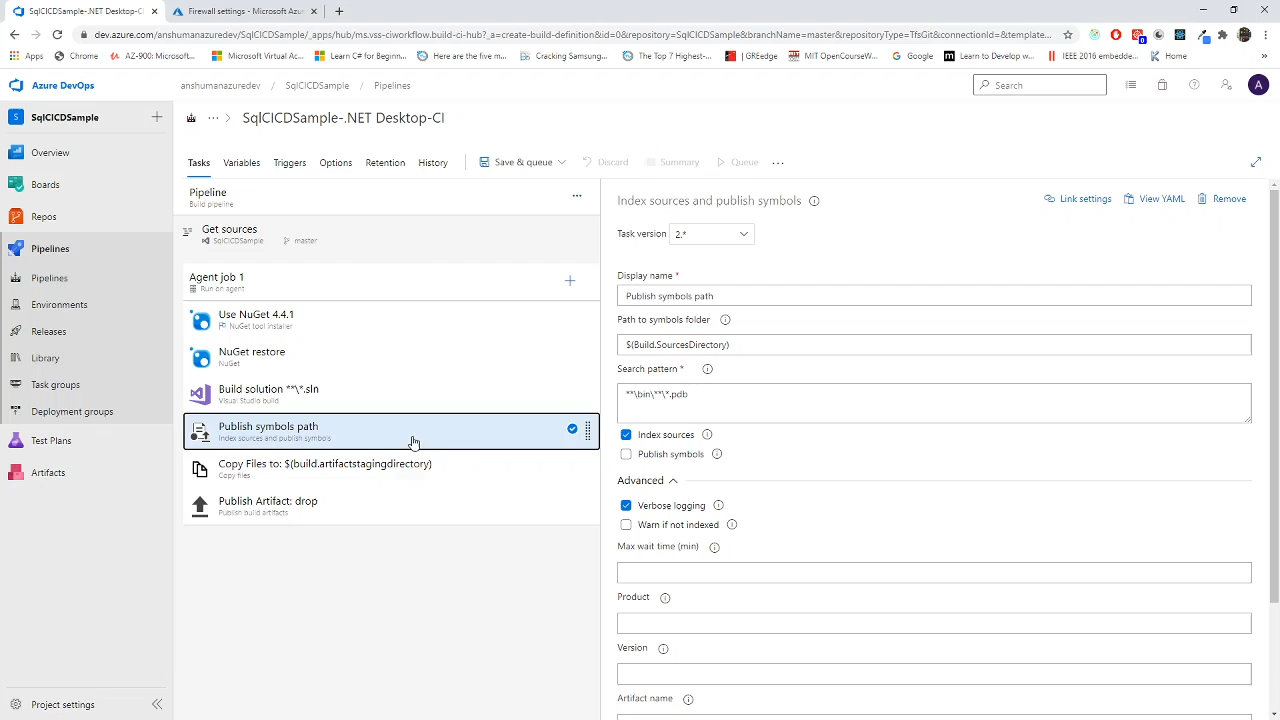 SqlCICDSample-.NET Desktop-CI
Firewall settings - Microsoft Azu
dev.azure.com/anshumanazuredev/SqlCICDSample/_apps/hub/ms.vss-ciworkflow.build-ci-hub?_a=create-build-definition&id=0&repository=SqlCICDSample&branchName=master&repositoryType=TfsGit&connectionId=&template...
Apps
Current time in Chic...
AZ-900: Microsoft...
Microsoft Virtual Ac...
Learn C# for Beginn...
Here are the five m...
Cracking Samsung...
The Top 7 Highest-...
| GREedge
MIT OpenCourseW...
Google
Learn to Develop w...
IEEE 2016 embedde...
Home
»
Azure DevOps
anshumanazuredev / SqlCICDSample / Pipelines
Search
A
S SqlCICDSample
Overview
Boards
Repos
Pipelines
Pipelines
Environments
Releases
Library
Task groups
Deployment groups
Test Plans
Artifacts
Project settings
··· > SqlCICDSample-.NET Desktop-CI
Tasks Variables Triggers Options Retention History Save & queue Discard Summary Queue ···
Pipeline
Build pipeline
Get sources
SqlCICDSample master
Agent job 1
Run on agent
Use NuGet 4.4.1
NuGet tool installer
NuGet restore
NuGet
Build solution **\*.sln
Visual Studio build
Publish symbols path
Index sources and publish symbols
Copy Files to: $(build.artifactstagingdirectory)
Copy files
Publish Artifact: drop
Publish build artifacts
Index sources and publish symbols
Link settings View YAML Remove
Task version 2.*
Display name *
Publish symbols path
Path to symbols folder
$(Build.SourcesDirectory)
Search pattern *
**\bin\**\*.pdb
Index sources
Publish symbols
Advanced
Verbose logging
Warn if not indexed
Max wait time (min)
Product
Version
Artifact name